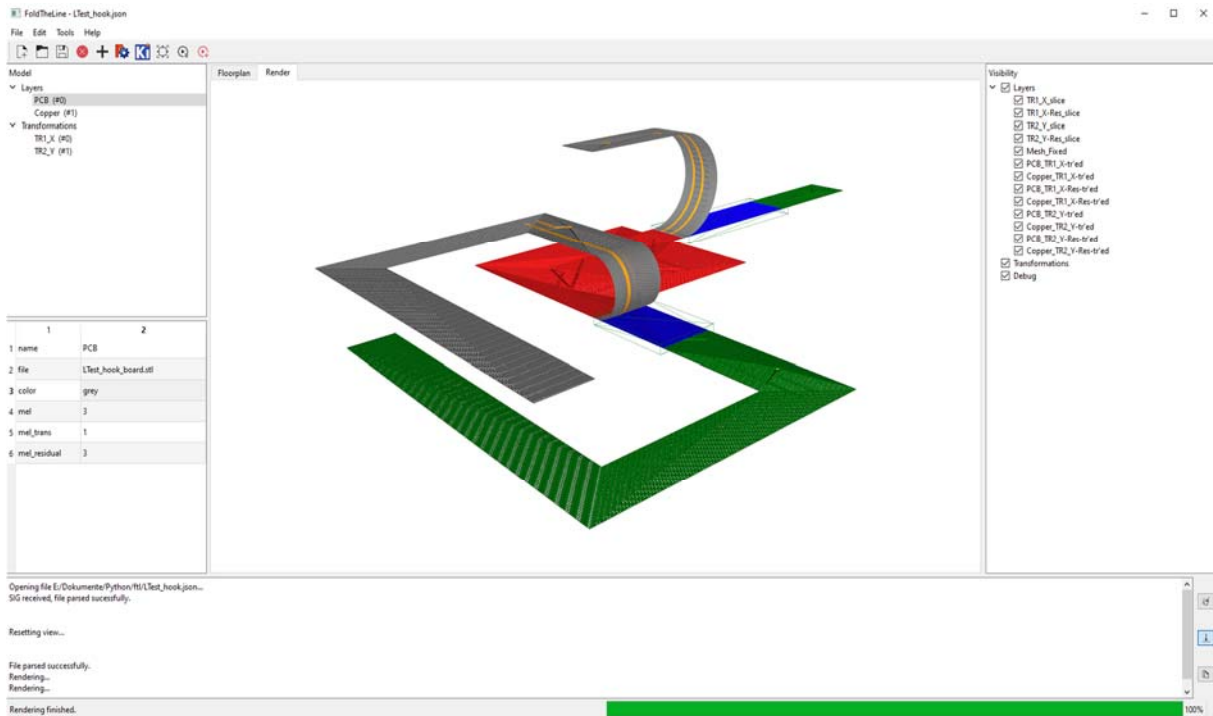 FoldTheLine - LTest_hook.json
File Edit Tools Help
Model
Layers
PCB (#0)
Copper (#1)
Transformations
TR1_X (#0)
TR2_Y (#1)
1 2
1 name PCB
2 file LTest_hook_board.stl
3 color grey
4 mel 3
5 mel_trans 1
6 mel_residual 3
Floorplan Render
Visibility
Layers
TR1_X_slice
TR1_X-Res_slice
TR2_Y_slice
TR2_Y-Res_slice
Mesh_Fixed
PCB_TR1_X-tr'ed
Copper_TR1_X-tr'ed
PCB_TR1_X-Res-tr'ed
Copper_TR1_X-Res-tr'ed
PCB_TR2_Y-tr'ed
Copper_TR2_Y-tr'ed
PCB_TR2_Y-Res-tr'ed
Copper_TR2_Y-Res-tr'ed
Transformations
Debug
Opening file E:/Dokumente/Python/ftl/LTest_hook.json...
SIG received, file parsed sucessfully.
Resetting view...
File parsed successfully.
Rendering...
Rendering...
Rendering finished.
100%